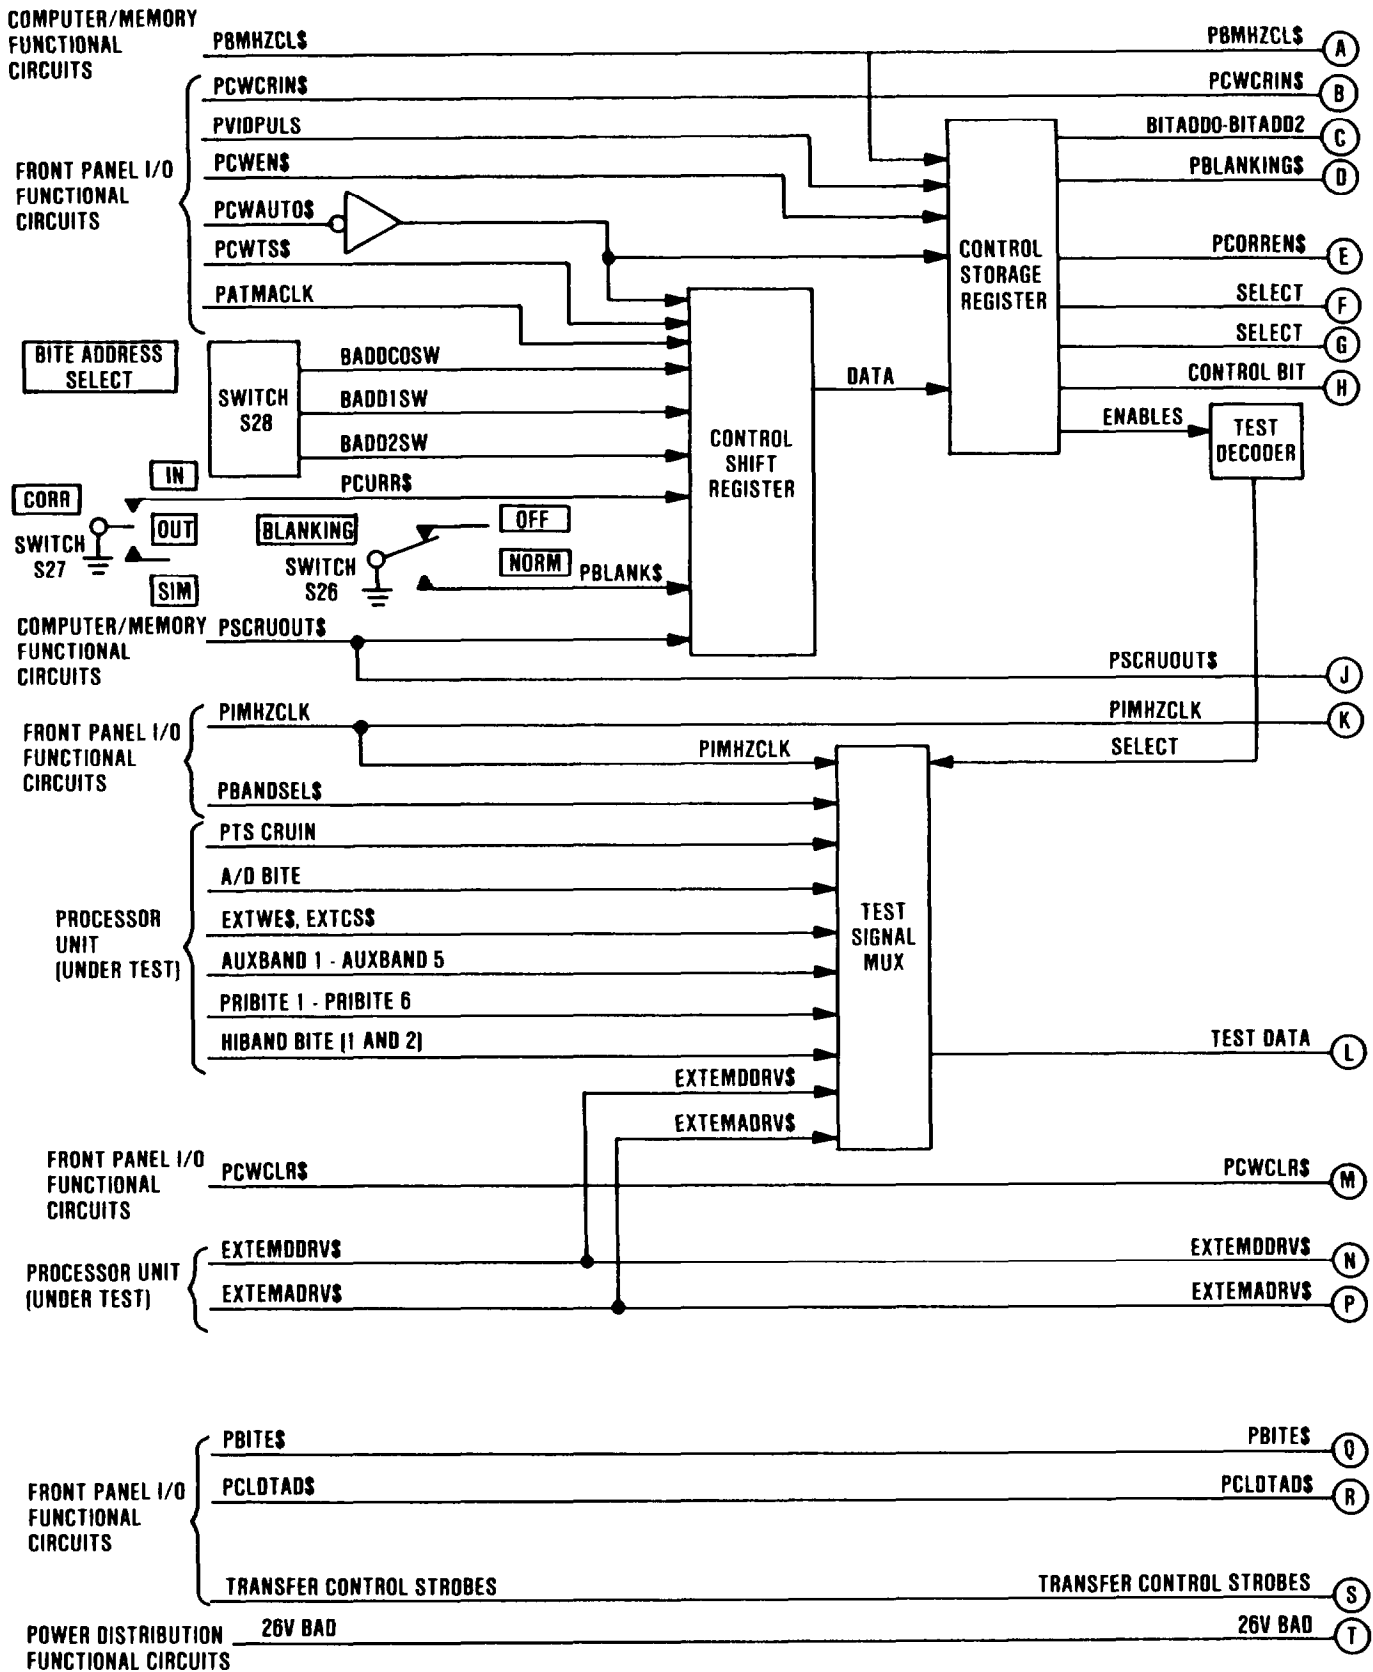 COMPUTER/MEMORY
FUNCTIONAL
CIRCUITS
PBMHZCL$
PBMHZCL$
A
PCWCRIN$
PCWCRIN$
B
PVIDPULS
BITADD0-BITADD2
C
FRONT PANEL I/O
FUNCTIONAL
CIRCUITS
PCWEN$
PBLANKING$
D
PCWAUTO$
PCWTS$
PATMACLK
CONTROL
STORAGE
REGISTER
PCORREN$
E
SELECT
F
SELECT
G
CONTROL BIT
H
BITE ADDRESS
SELECT
SWITCH
S28
BADDC0SW
BADD1SW
BADD2SW
DATA
ENABLES
TEST
DECODER
CONTROL
SHIFT
REGISTER
IN
PCURR$
CORR
OUT
SWITCH
S27
SIM
BLANKING
OFF
SWITCH
S26
NORM
PBLANK$
COMPUTER/MEMORY
FUNCTIONAL
CIRCUITS
PSCRUOUT$
PSCRUOUT$
J
FRONT PANEL I/O
FUNCTIONAL
CIRCUITS
PIMHZCLK
PIMHZCLK
K
PIMHZCLK
SELECT
PBANDSEL$
PTS CRUIN
A/D BITE
PROCESSOR
UNIT
(UNDER TEST)
EXTWE$, EXTCS$
AUXBAND 1 - AUXBAND 5
PRIBITE 1 - PRIBITE 6
HIBAND BITE (1 AND 2)
TEST
SIGNAL
MUX
TEST DATA
L
EXTEMDDRV$
EXTEMADRV$
FRONT PANEL I/O
FUNCTIONAL
CIRCUITS
PCWCLR$
PCWCLR$
M
PROCESSOR UNIT
(UNDER TEST)
EXTEMDDRV$
EXTEMDDRV$
N
EXTEMADRV$
EXTEMADRV$
P
FRONT PANEL I/O
FUNCTIONAL
CIRCUITS
PBITE$
PBITE$
Q
PCLDTAD$
PCLDTAD$
R
TRANSFER CONTROL STROBES
TRANSFER CONTROL STROBES
S
POWER DISTRIBUTION
FUNCTIONAL CIRCUITS
26V BAD
26V BAD
T